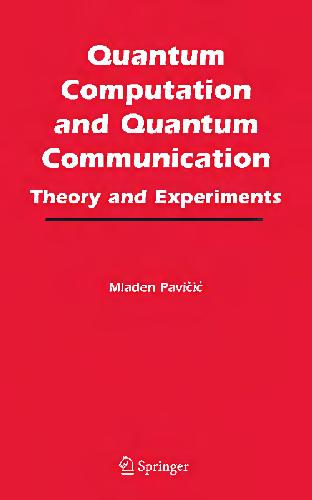 Quantum
Computation
and Quantum
Communication
Theory and Experiments
Mladen Pavičić
Springer